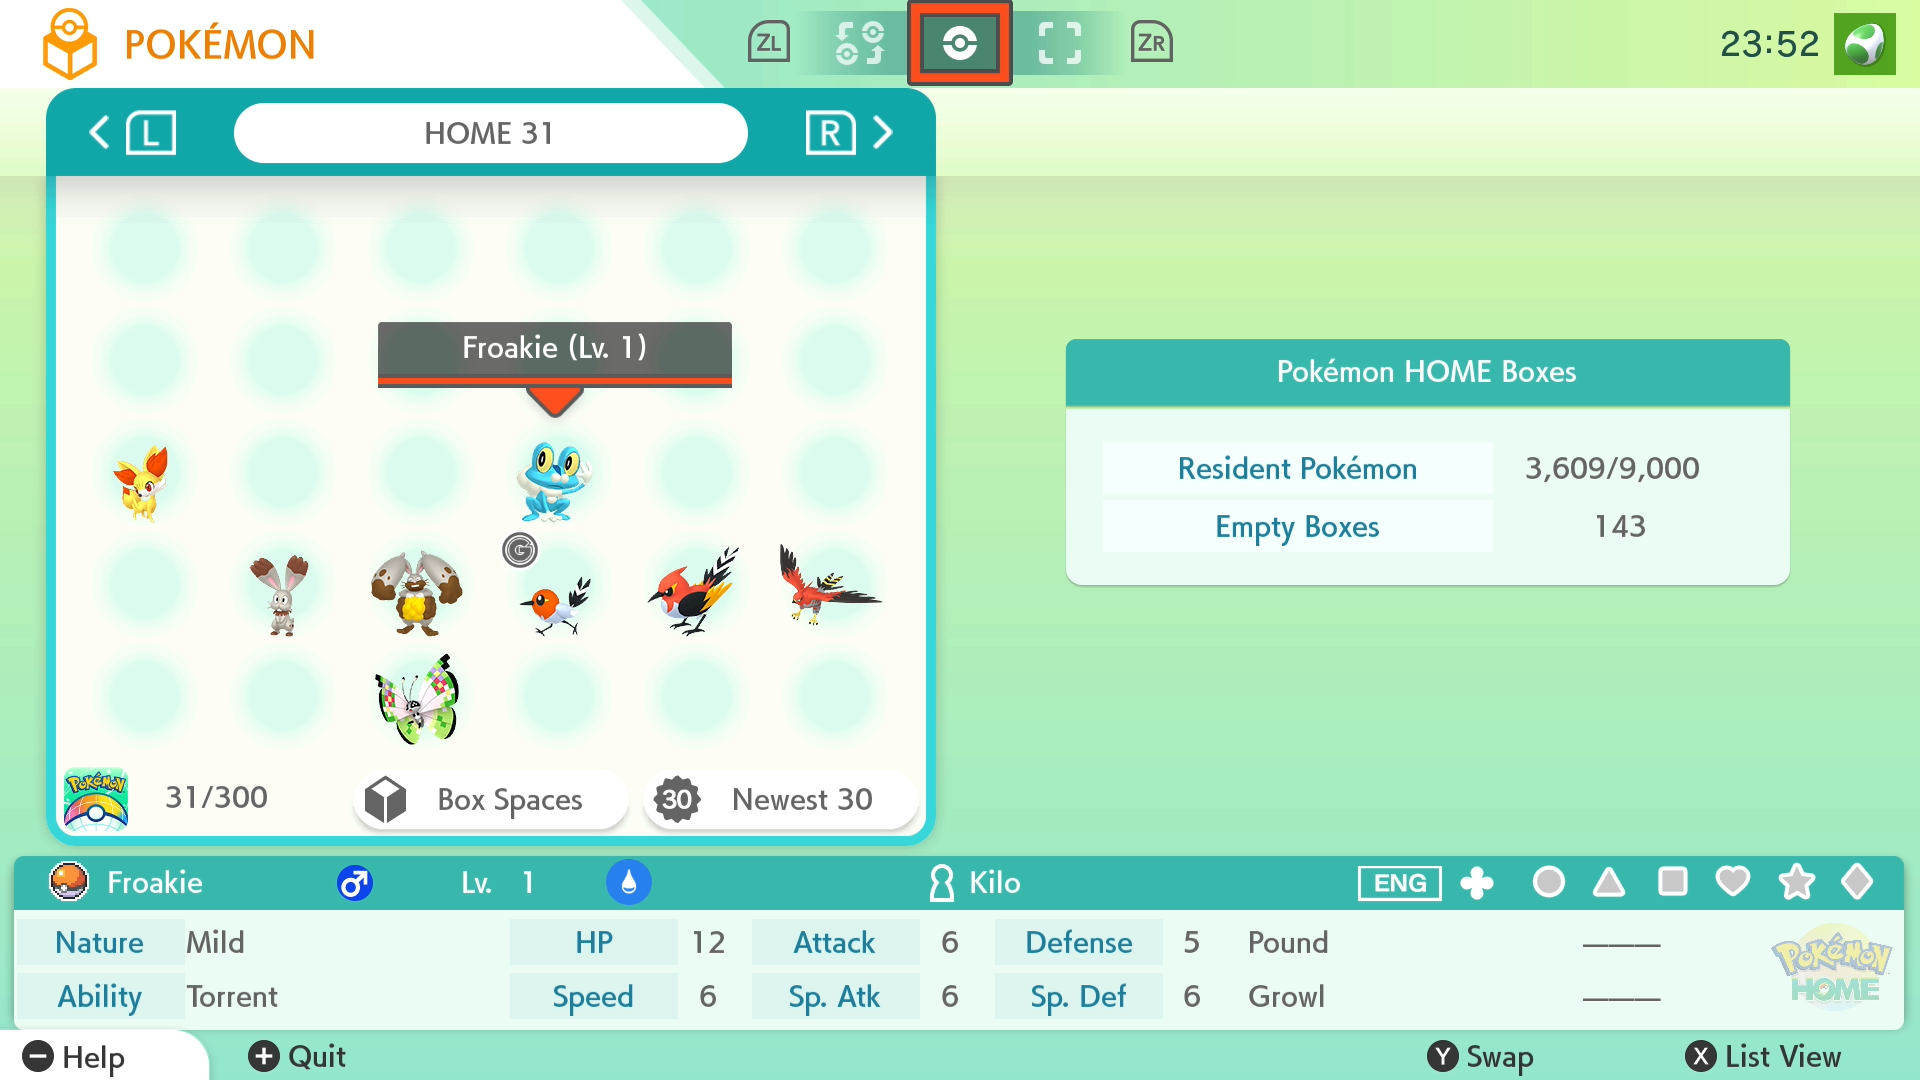 POKÉMON
ZL
ZR
23:52
L
HOME 31
R
Froakie (Lv. 1)
Pokémon HOME Boxes
Resident Pokémon 3,609/9,000
Empty Boxes 143
G
Pokémon
31/300
Box Spaces
30
Newest 30
Froakie
Lv. 1
Kilo
ENG
Nature Mild HP 12 Attack 6 Defense 5 Pound ———
Ability Torrent Speed 6 Sp. Atk 6 Sp. Def 6 Growl ———
Pokémon
HOME
Help
+ Quit
Y Swap
X List View